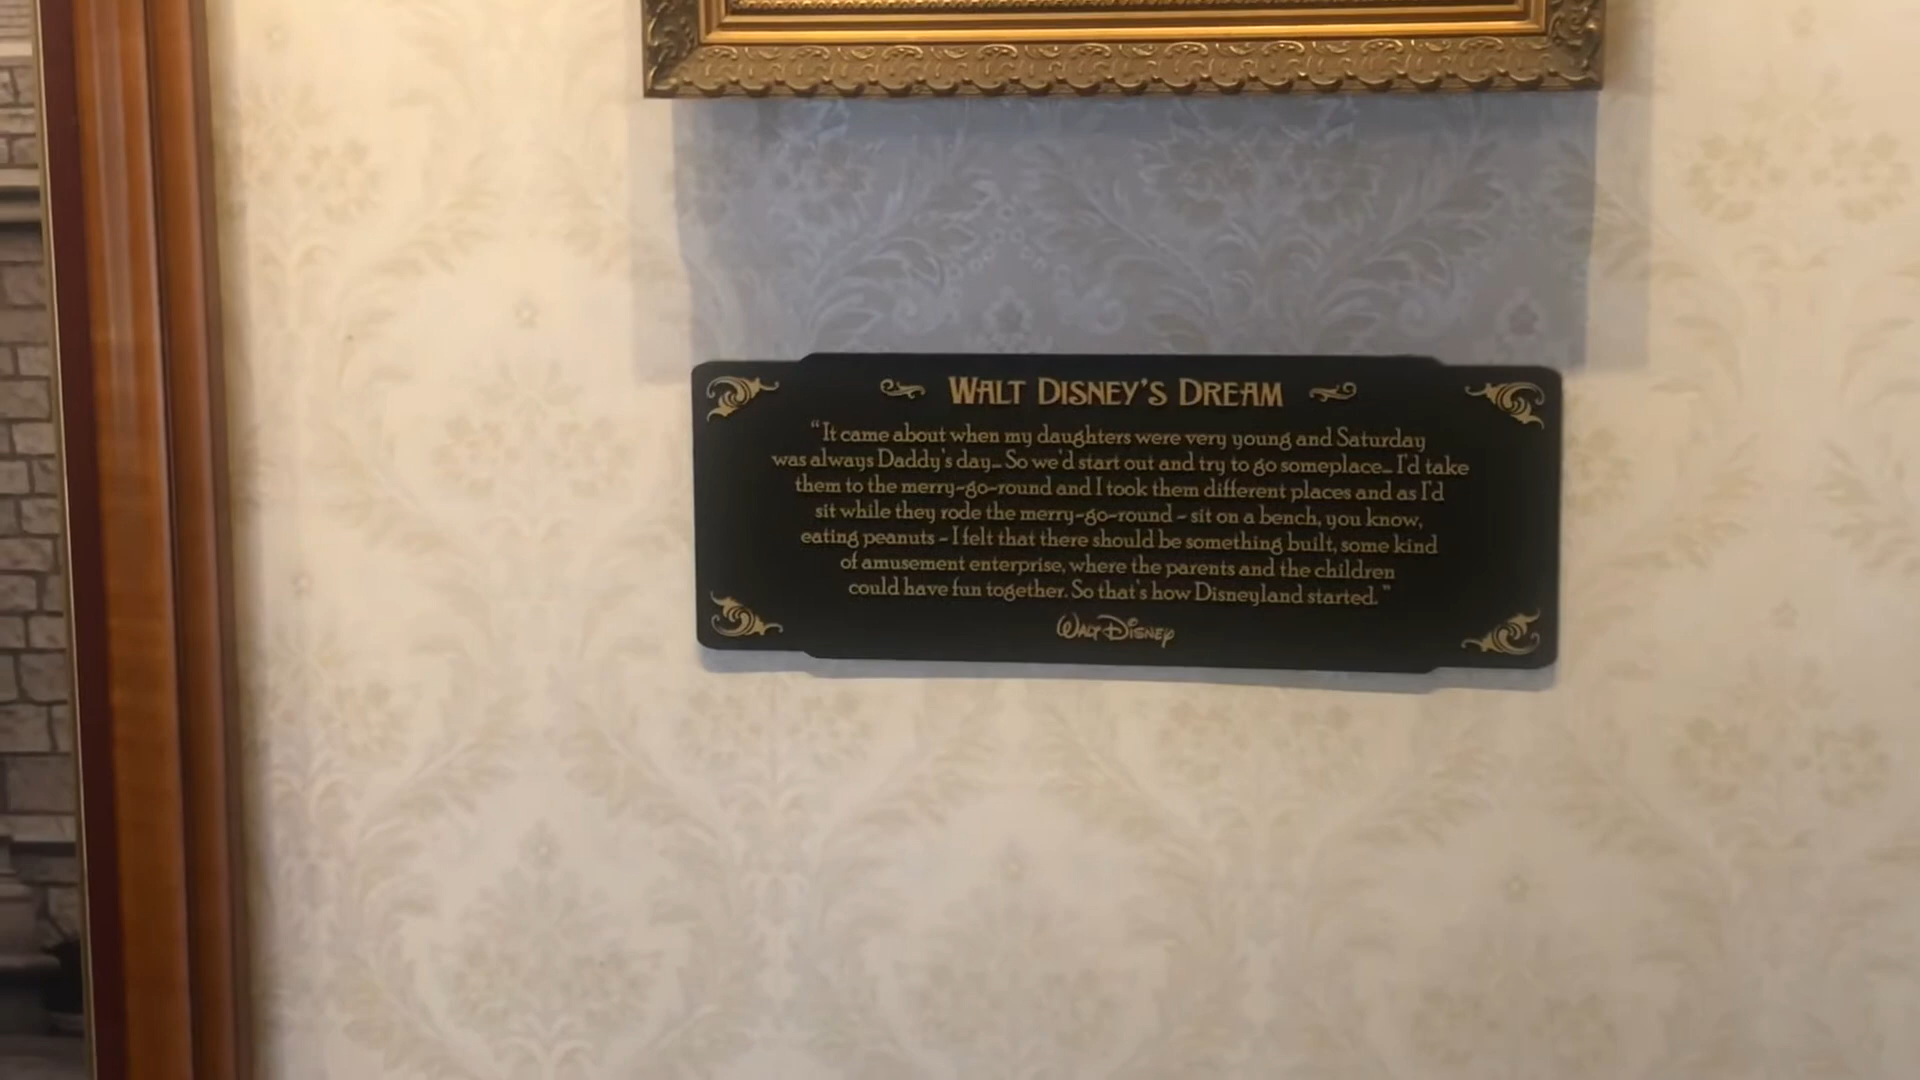 WALT DISNEY'S DREAM
"It came about when my daughters were very young and Saturday
was always Daddy's day... So we'd start out and try to go someplace... I'd take
them to the merry-go-round and I took them different places and as I'd
sit while they rode the merry-go-round - sit on a bench, you know,
eating peanuts - I felt that there should be something built, some kind
of amusement enterprise, where the parents and the children
could have fun together. So that's how Disneyland started."
WALT DISNEY